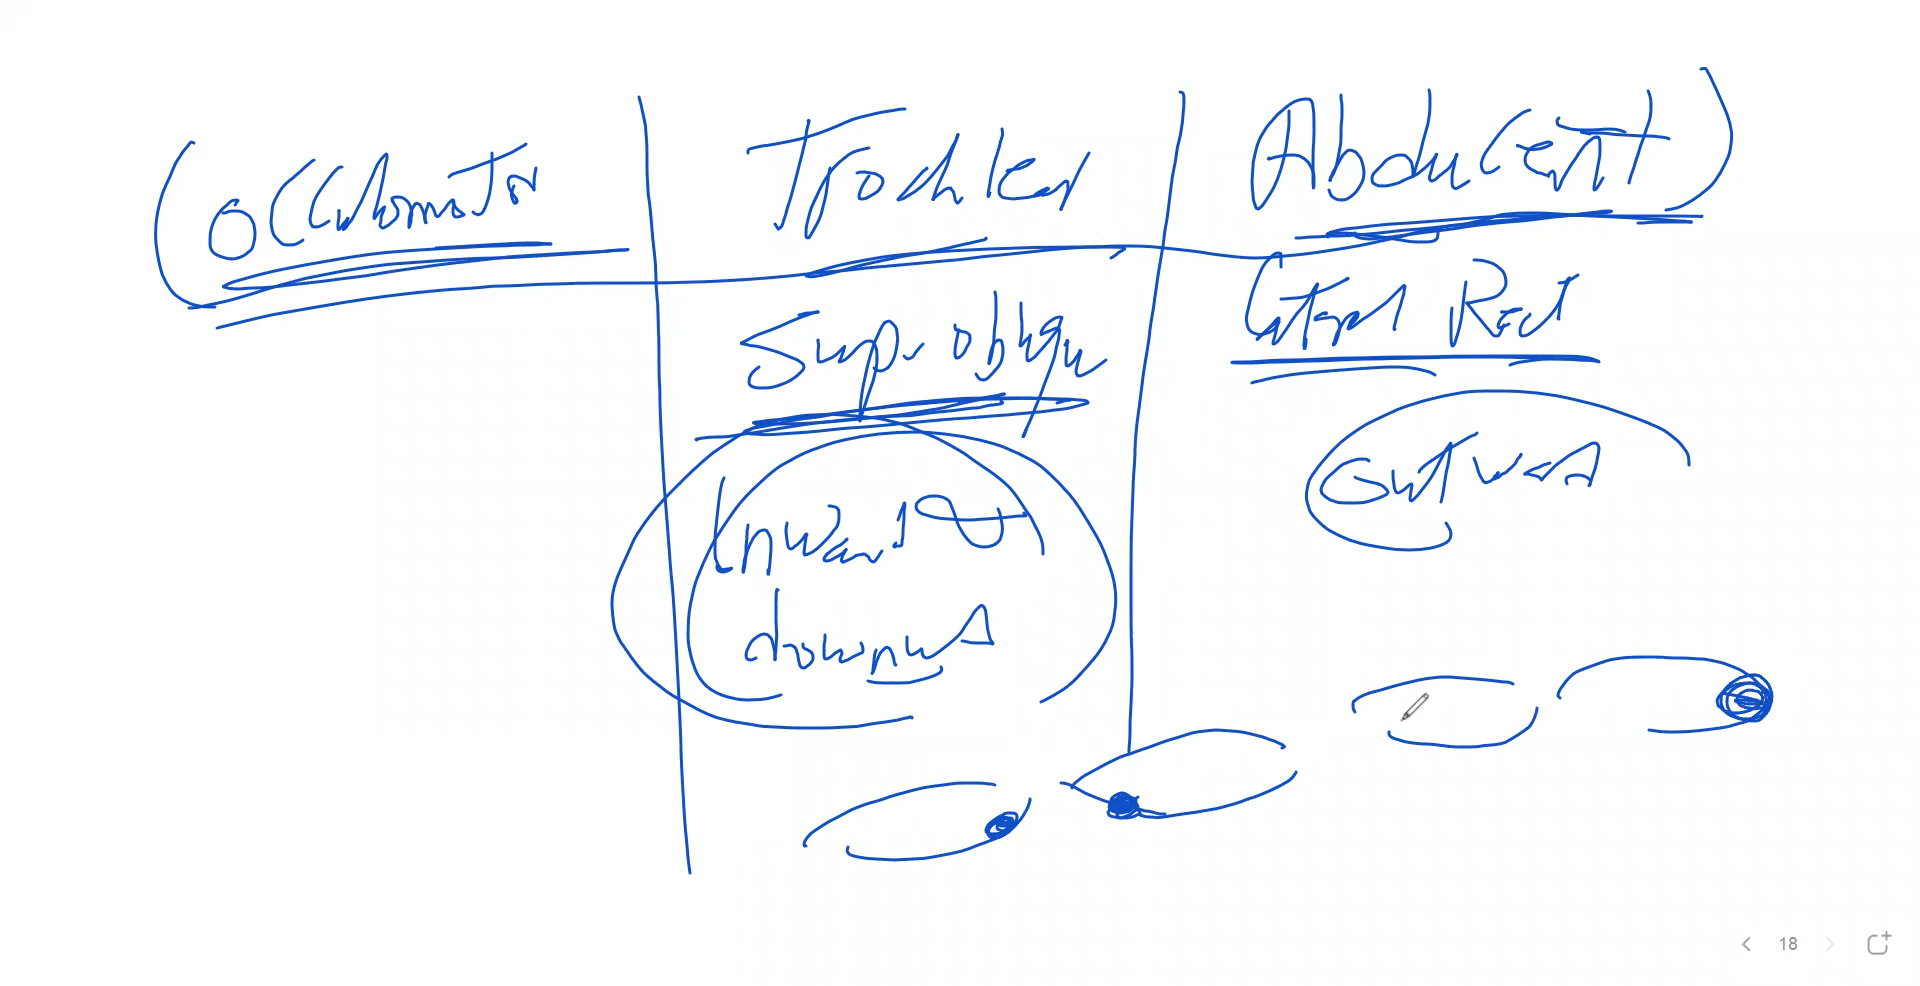 Occulomotor
Trochlear
Abducent
Sup. oblique
Lateral Rect
Inward &
downward
outward
18